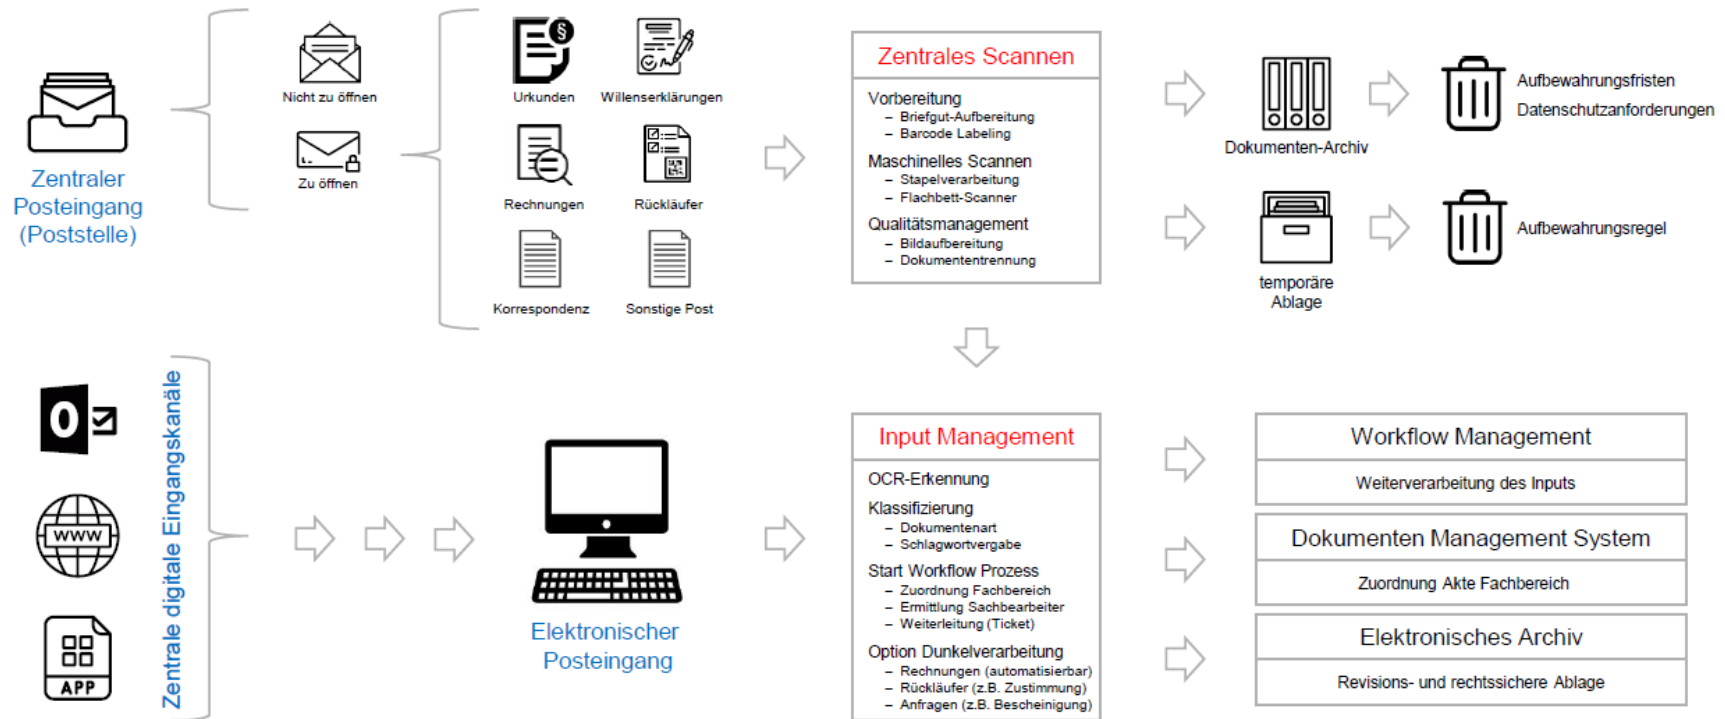 Zentraler
Posteingang
(Poststelle)
Nicht zu öffnen
Zu öffnen
§
Urkunden
Willenserklärungen
Rechnungen
Rückläufer
Korrespondenz
Sonstige Post
Zentrales Scannen
Vorbereitung
– Briefgut-Aufbereitung
– Barcode Labeling
Maschinelles Scannen
– Stapelverarbeitung
– Flachbett-Scanner
Qualitätsmanagement
– Bildaufbereitung
– Dokumententrennung
Dokumenten-Archiv
Aufbewahrungsfristen
Datenschutzanforderungen
temporäre
Ablage
Aufbewahrungsregel
Zentrale digitale Eingangskanäle
O
WWW
APP
Elektronischer
Posteingang
Input Management
OCR-Erkennung
Klassifizierung
– Dokumentenart
– Schlagwortvergabe
Start Workflow Prozess
– Zuordnung Fachbereich
– Ermittlung Sachbearbeiter
– Weiterleitung (Ticket)
Option Dunkelverarbeitung
– Rechnungen (automatisierbar)
– Rückläufer (z.B. Zustimmung)
– Anfragen (z.B. Bescheinigung)
Workflow Management
Weiterverarbeitung des Inputs
Dokumenten Management System
Zuordnung Akte Fachbereich
Elektronisches Archiv
Revisions- und rechtssichere Ablage